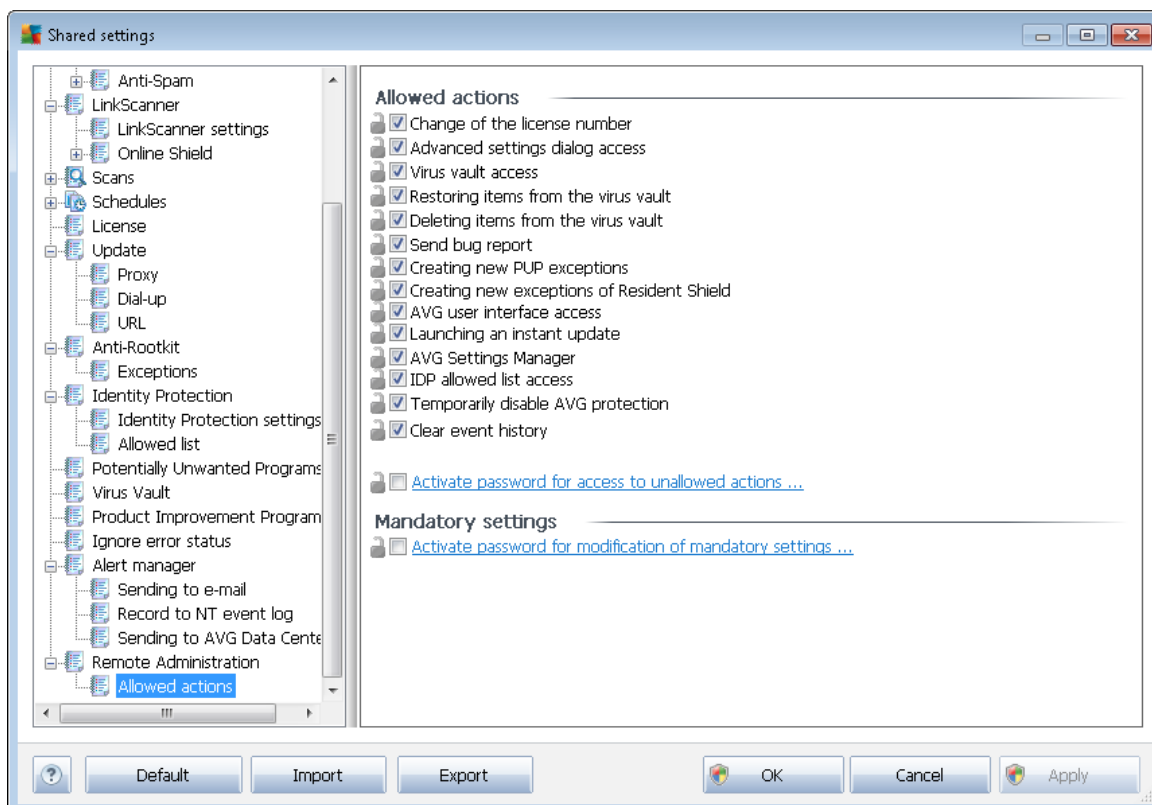 Shared settings
Anti-Spam
LinkScanner
LinkScanner settings
Online Shield
Scans
Schedules
License
Update
Proxy
Dial-up
URL
Anti-Rootkit
Exceptions
Identity Protection
Identity Protection settings
Allowed list
Potentially Unwanted Programs
Virus Vault
Product Improvement Program
Ignore error status
Alert manager
Sending to e-mail
Record to NT event log
Sending to AVG Data Cente
Remote Administration
Allowed actions
Allowed actions
Change of the license number
Advanced settings dialog access
Virus vault access
Restoring items from the virus vault
Deleting items from the virus vault
Send bug report
Creating new PUP exceptions
Creating new exceptions of Resident Shield
AVG user interface access
Launching an instant update
AVG Settings Manager
IDP allowed list access
Temporarily disable AVG protection
Clear event history
Activate password for access to unallowed actions ...
Mandatory settings
Activate password for modification of mandatory settings ...
?
Default
Import
Export
OK
Cancel
Apply